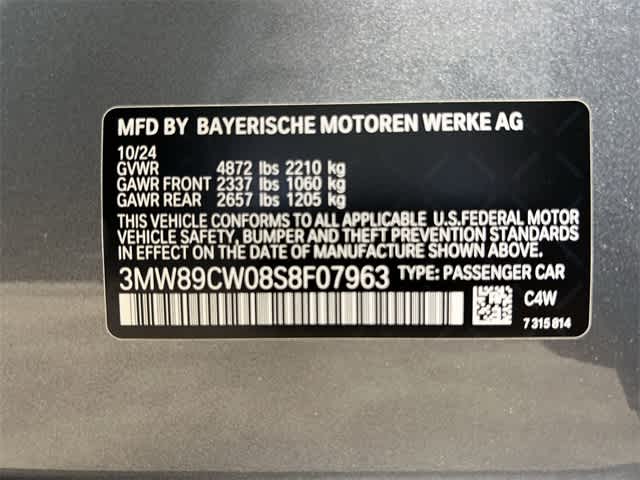 MFD BY BAYERISCHE MOTOREN WERKE AG
10/24
GVWR 4872 lbs 2210 kg
GAWR FRONT 2337 lbs 1060 kg
GAWR REAR 2657 lbs 1205 kg
THIS VEHICLE CONFORMS TO ALL APPLICABLE U.S.FEDERAL MOTOR
VEHICLE SAFETY, BUMPER AND THEFT PREVENTION STANDARDS
IN EFFECT ON THE DATE OF MANUFACTURE SHOWN ABOVE.
3MW89CW08S8F07963 TYPE: PASSENGER CAR
C4W
7 315 814